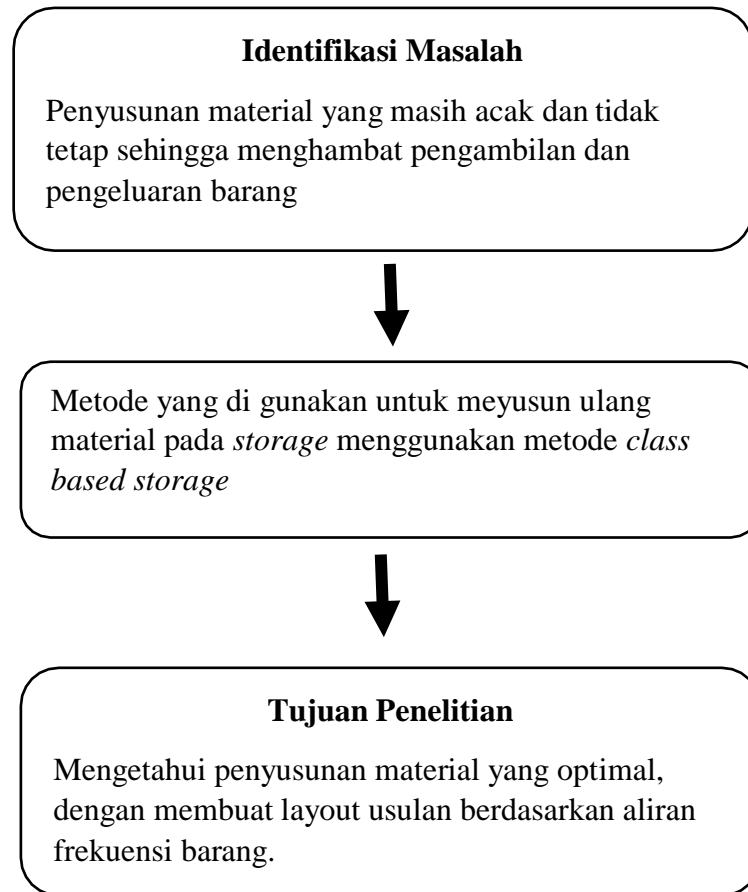 Identifikasi Masalah
Penyusunan material yang masih acak dan tidak
tetap sehingga menghambat pengambilan dan
pengeluaran barang
Metode yang di gunakan untuk meyusun ulang
material pada storage menggunakan metode class
based storage
Tujuan Penelitian
Mengetahui penyusunan material yang optimal,
dengan membuat layout usulan berdasarkan aliran
frekuensi barang.